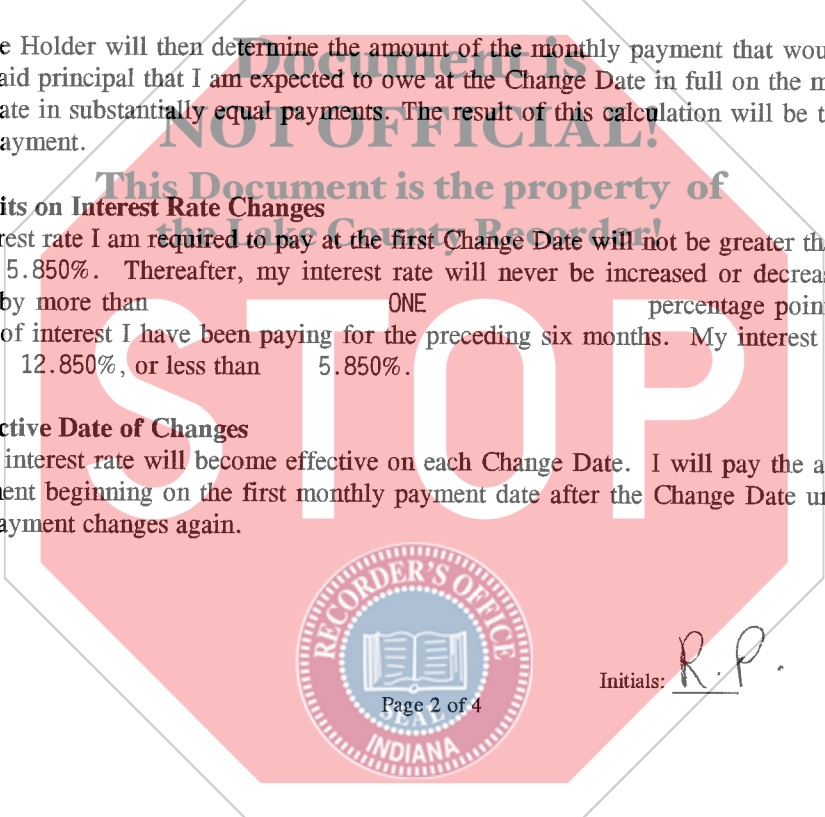 e Holder will then determine the amount of the monthly payment that wou
aid principal that I am expected to owe at the Change Date in full on the m
ate in substantially equal payments. The result of this calculation will be t
ayment.
its on Interest Rate Changes
rest rate I am required to pay at the first Change Date will not be greater th
5.850%. Thereafter, my interest rate will never be increased or decrea
by more than ONE percentage poin
of interest I have been paying for the preceding six months. My interest
12.850%, or less than 5.850%.
ctive Date of Changes
interest rate will become effective on each Change Date. I will pay the a
ent beginning on the first monthly payment date after the Change Date u
ayment changes again.
Document is
NOT OFFICIAL!
This Document is the property of
the Lake County Recorder!
STOP
RECORDER'S OFFICE
SEAL
INDIANA
Initials: R. P.
Page 2 of 4